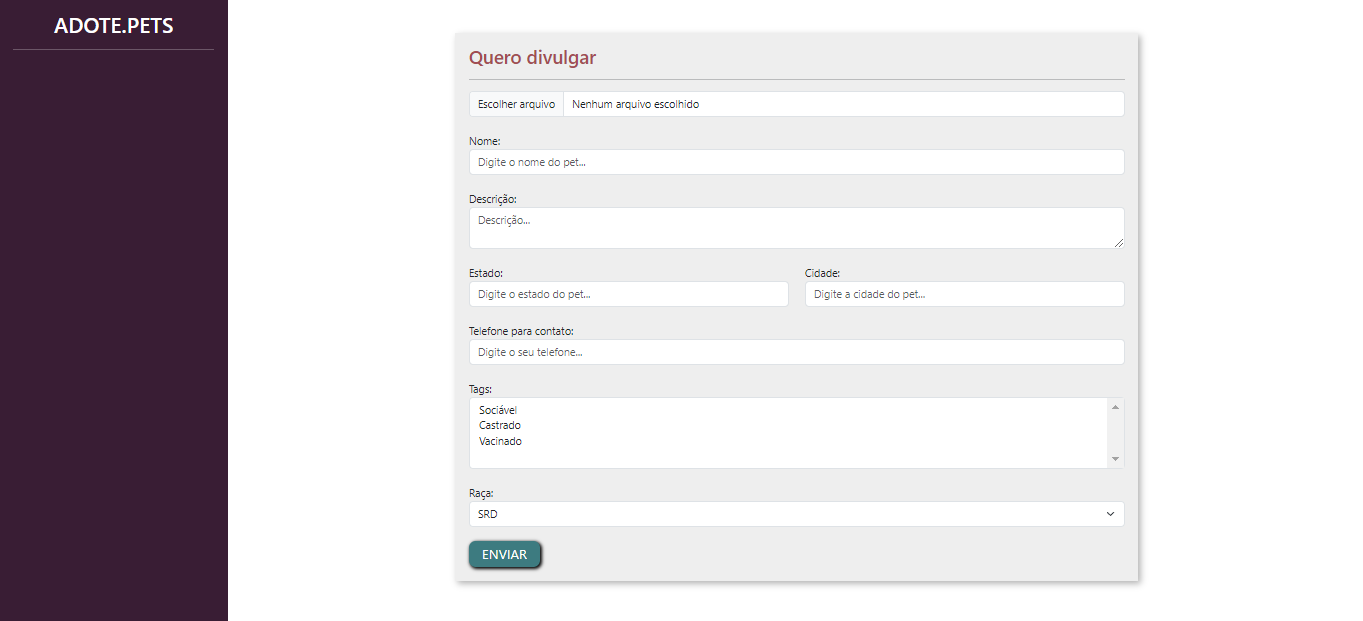 ADOTE.PETS
Quero divulgar
Escolher arquivo Nenhum arquivo escolhido
Nome:
Digite o nome do pet...
Descrição:
Descrição...
Estado: Cidade:
Digite o estado do pet... Digite a cidade do pet...
Telefone para contato:
Digite o seu telefone...
Tags:
Sociável
Castrado
Vacinado
Raça:
SRD
ENVIAR